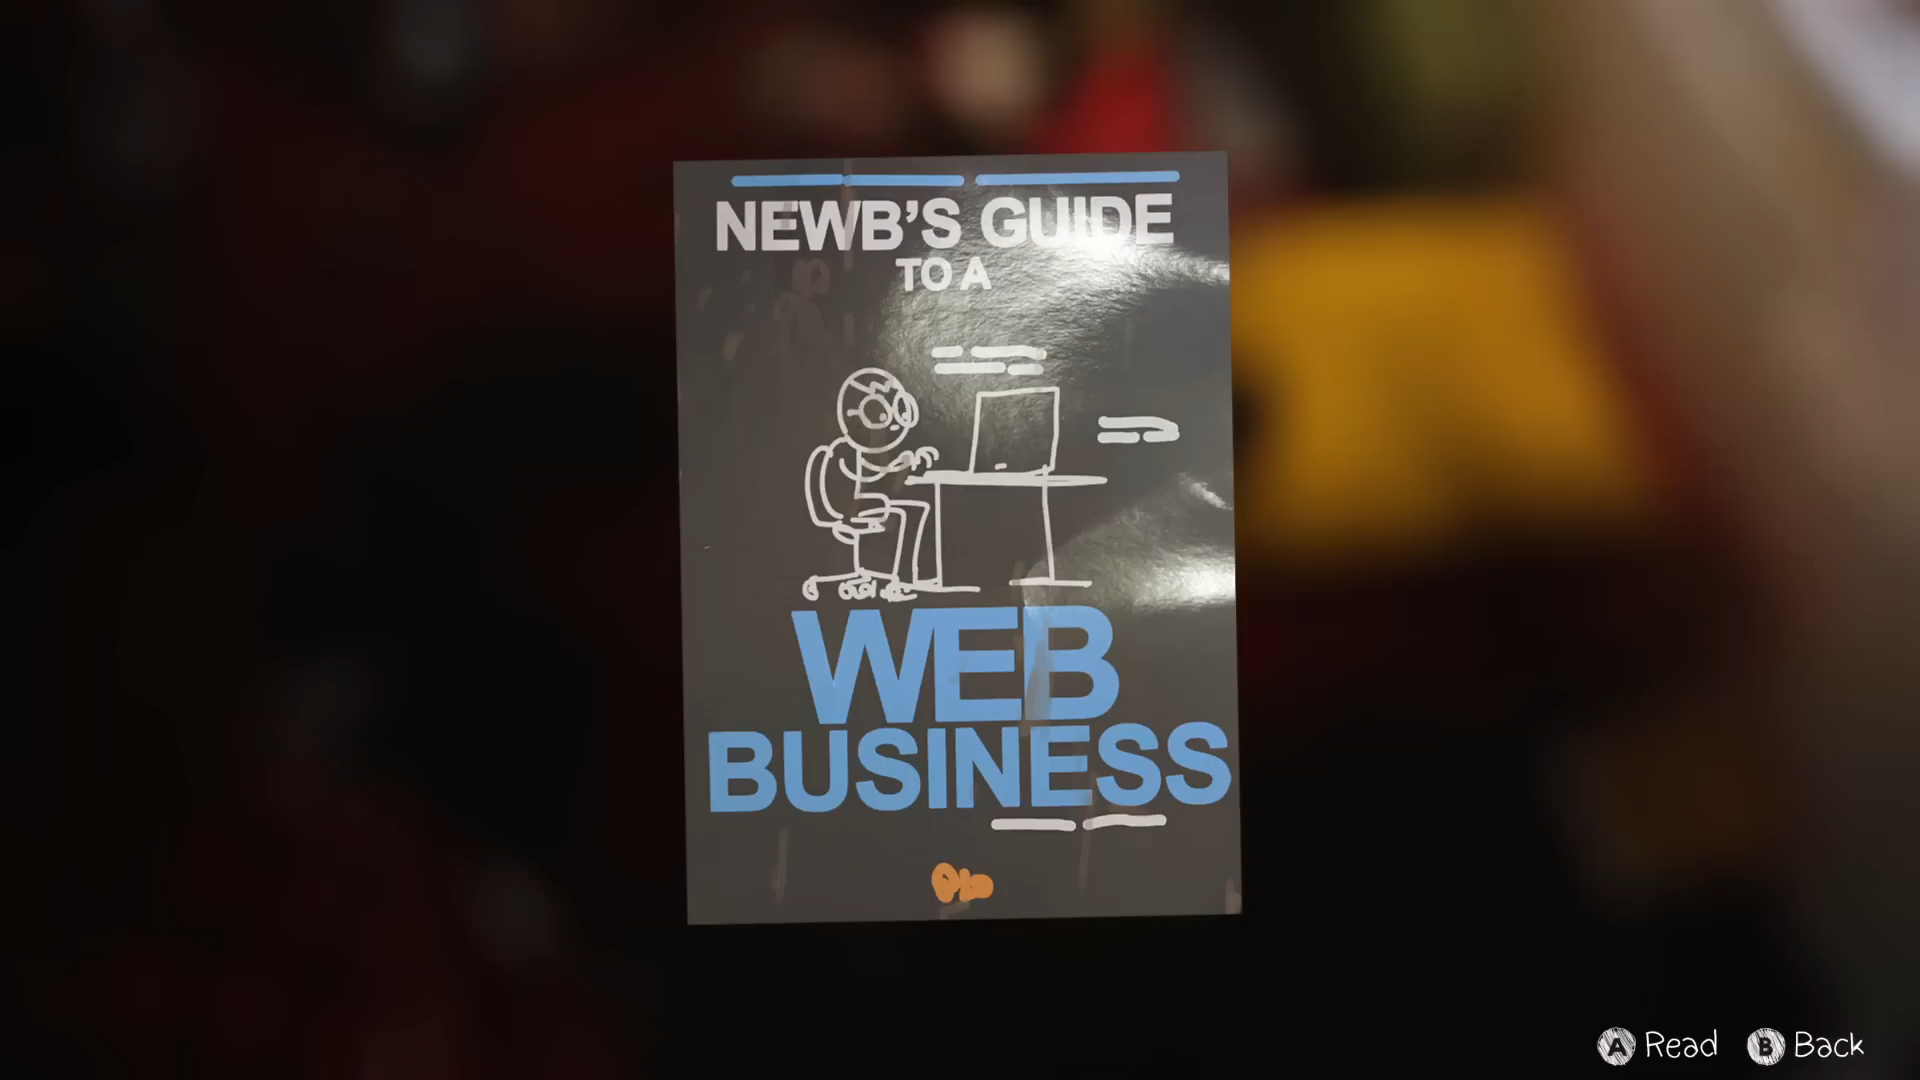 NEWB'S GUIDE
TO A
WEB
BUSINESS
A Read B Back